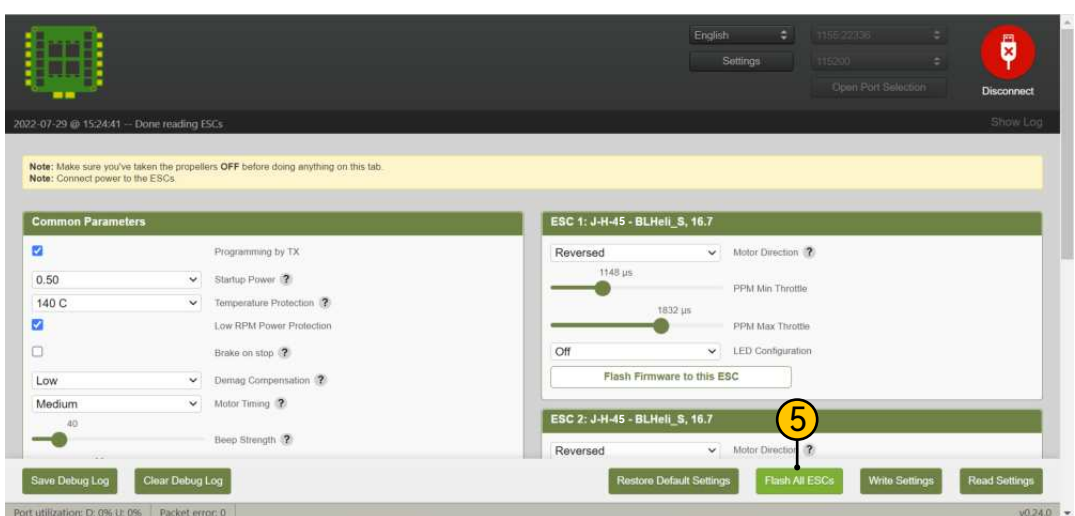 English
1155:22336
Settings
115200
Open Port Selection
Disconnect
2022-07-29 @ 15:24:41 -- Done reading ESCs
Show Log
Note: Make sure you've taken the propellers OFF before doing anything on this tab.
Note: Connect power to the ESCs
Common Parameters
Programming by TX
0.50
Startup Power ?
140 C
Temperature Protection ?
Low RPM Power Protection
Brake on stop ?
Low
Demag Compensation ?
Medium
Motor Timing ?
40
Beep Strength ?
ESC 1: J-H-45 - BLHeli_S, 16.7
Reversed
Motor Direction ?
1148 µs
PPM Min Throttle
1832 µs
PPM Max Throttle
Off
LED Configuration
Flash Firmware to this ESC
ESC 2: J-H-45 - BLHeli_S, 16.7
5
Reversed
Motor Direction ?
Save Debug Log
Clear Debug Log
Restore Default Settings
Flash All ESCs
Write Settings
Read Settings
Port utilization: D: 0% U: 0%
Packet error: 0
v0.24.0